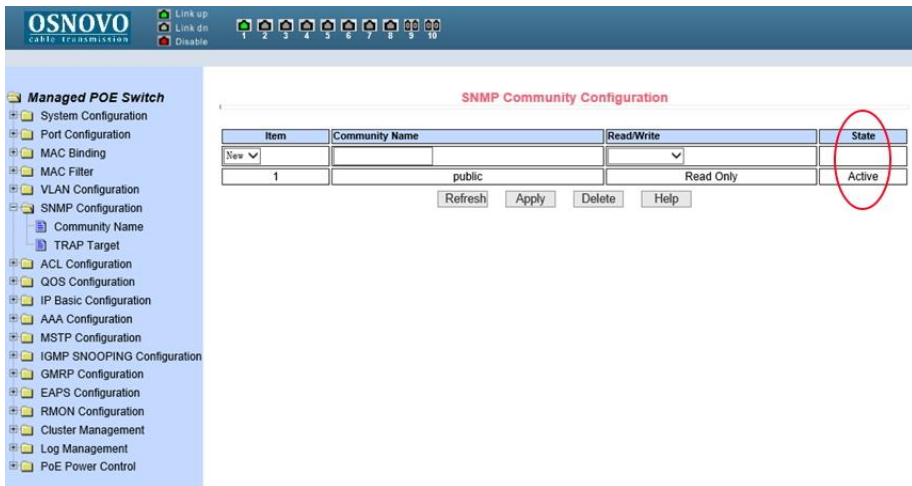 OSNOVO
cable transmission
Link up
Link dn
Disable
1 2 3 4 5 6 7 8 9 10
Managed POE Switch
System Configuration
Port Configuration
MAC Binding
MAC Filter
VLAN Configuration
SNMP Configuration
Community Name
TRAP Target
ACL Configuration
QOS Configuration
IP Basic Configuration
AAA Configuration
MSTP Configuration
IGMP SNOOPING Configuration
GMRP Configuration
EAPS Configuration
RMON Configuration
Cluster Management
Log Management
PoE Power Control
SNMP Community Configuration
Item Community Name Read/Write State
New
1 public Read Only Active
Refresh Apply Delete Help